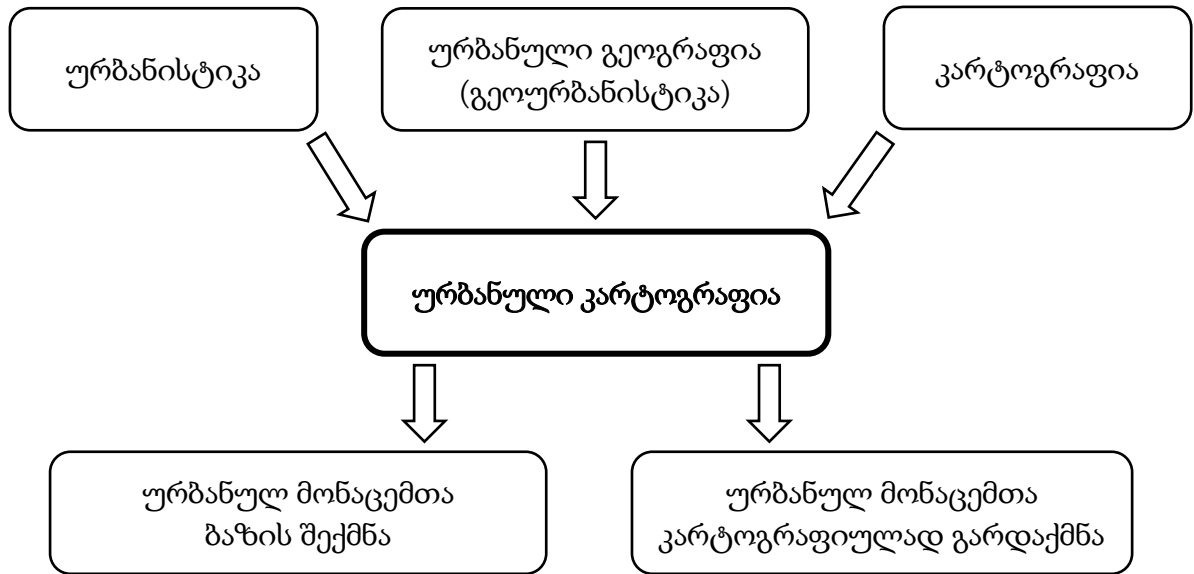 ურბანისტიკა
ურბანული გეოგრაფია
(გეოურბანისტიკა)
კარტოგრაფია
ურბანული კარტოგრაფია
ურბანულ მონაცემთა
ბაზის შექმნა
ურბანულ მონაცემთა
კარტოგრაფიულად გარდაქმნა